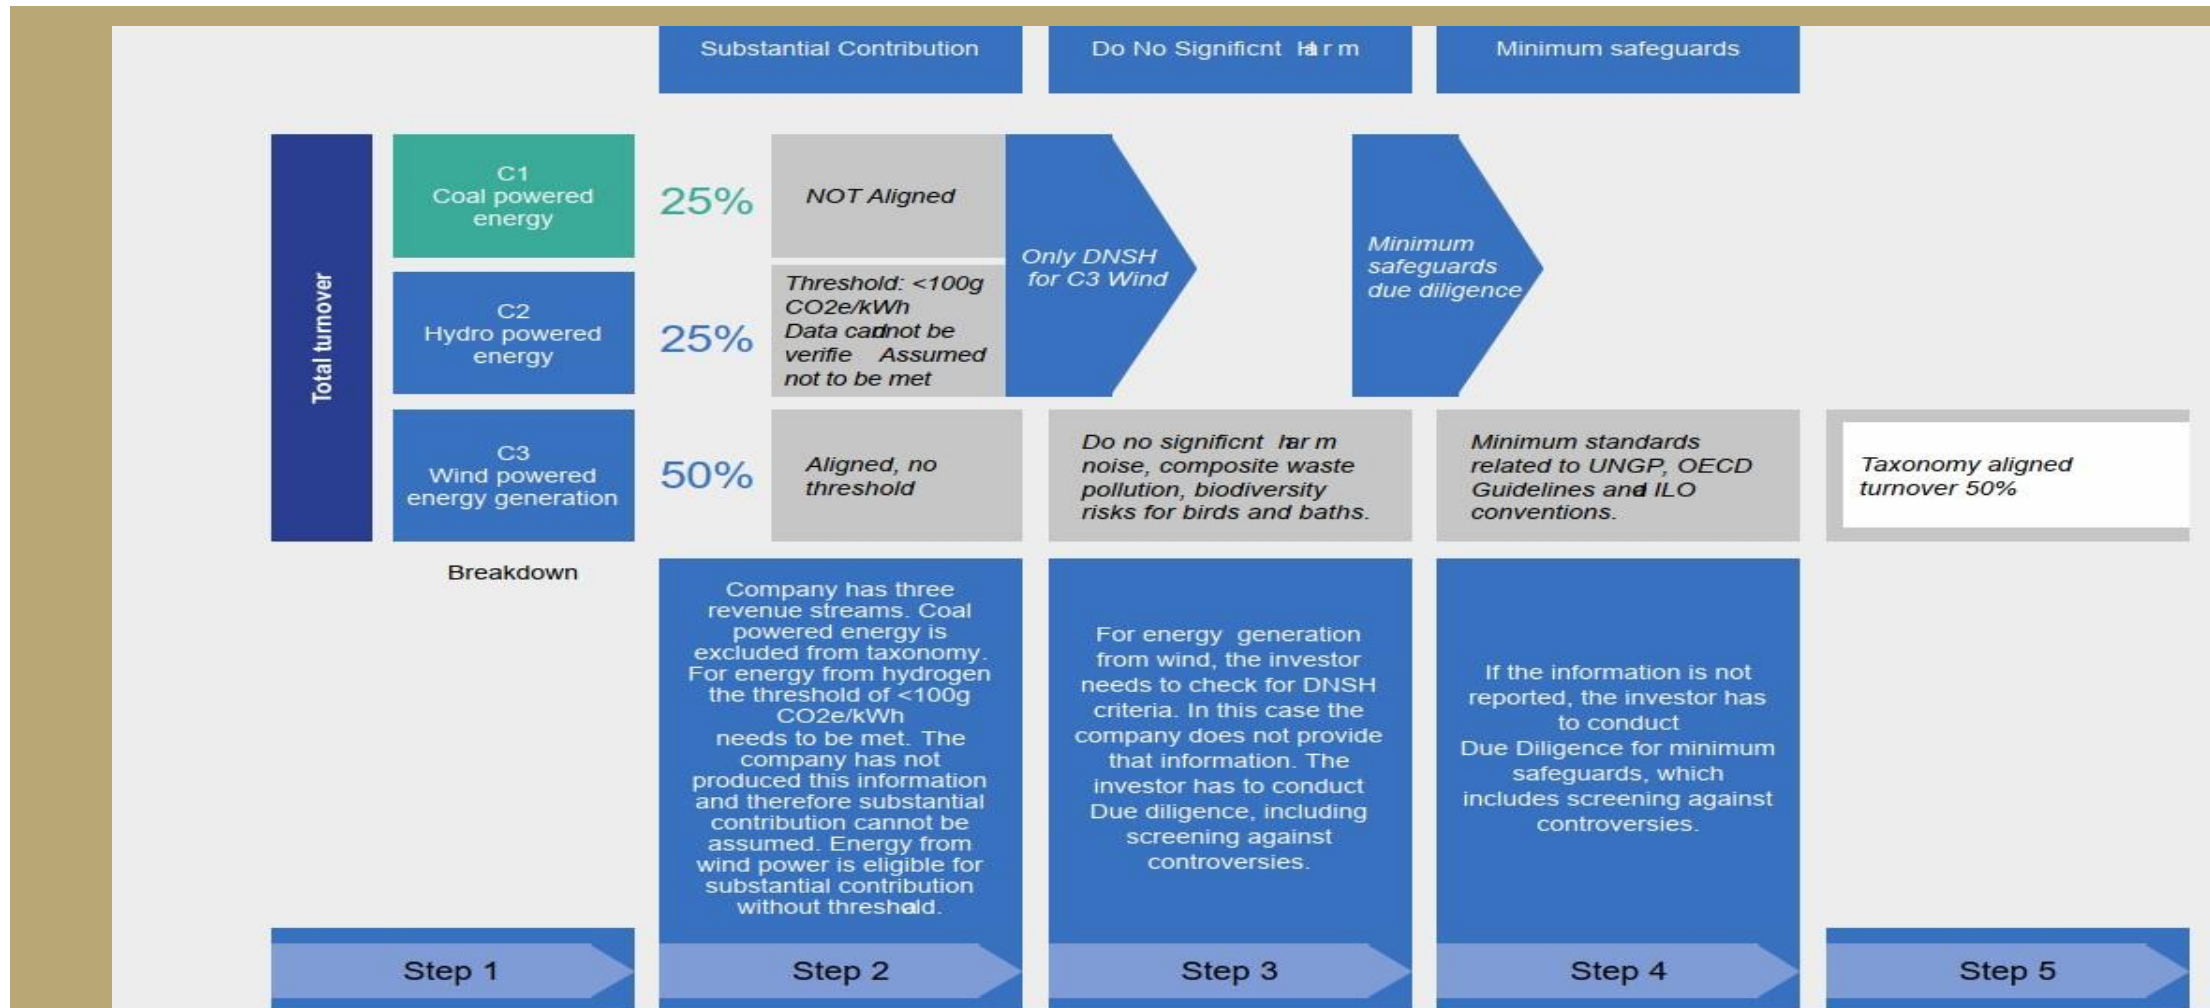 Substantial Contribution
Do No Significnt Harm
Minimum safeguards
Total turnover
C1
Coal powered
energy
25%
NOT Aligned
C2
Hydro powered
energy
25%
Threshold: <100g
CO2e/kWh
Data cannot be
verifie Assumed
not to be met
Only DNSH
for C3 Wind
Minimum
safeguards
due diligence
C3
Wind powered
energy generation
50%
Aligned, no
threshold
Do no significnt harm
noise, composite waste
pollution, biodiversity
risks for birds and baths.
Minimum standards
related to UNGP, OECD
Guidelines and ILO
conventions.
Taxonomy aligned
turnover 50%
Breakdown
Company has three
revenue streams. Coal
powered energy is
excluded from taxonomy.
For energy from hydrogen
the threshold of <100g
CO2e/kWh
needs to be met. The
company has not
produced this information
and therefore substantial
contribution cannot be
assumed. Energy from
wind power is eligible for
substantial contribution
without threshold.
For energy generation
from wind, the investor
needs to check for DNSH
criteria. In this case the
company does not provide
that information. The
investor has to conduct
Due diligence, including
screening against
controversies.
If the information is not
reported, the investor has
to conduct
Due Diligence for minimum
safeguards, which
includes screening against
controversies.
Step 1
Step 2
Step 3
Step 4
Step 5